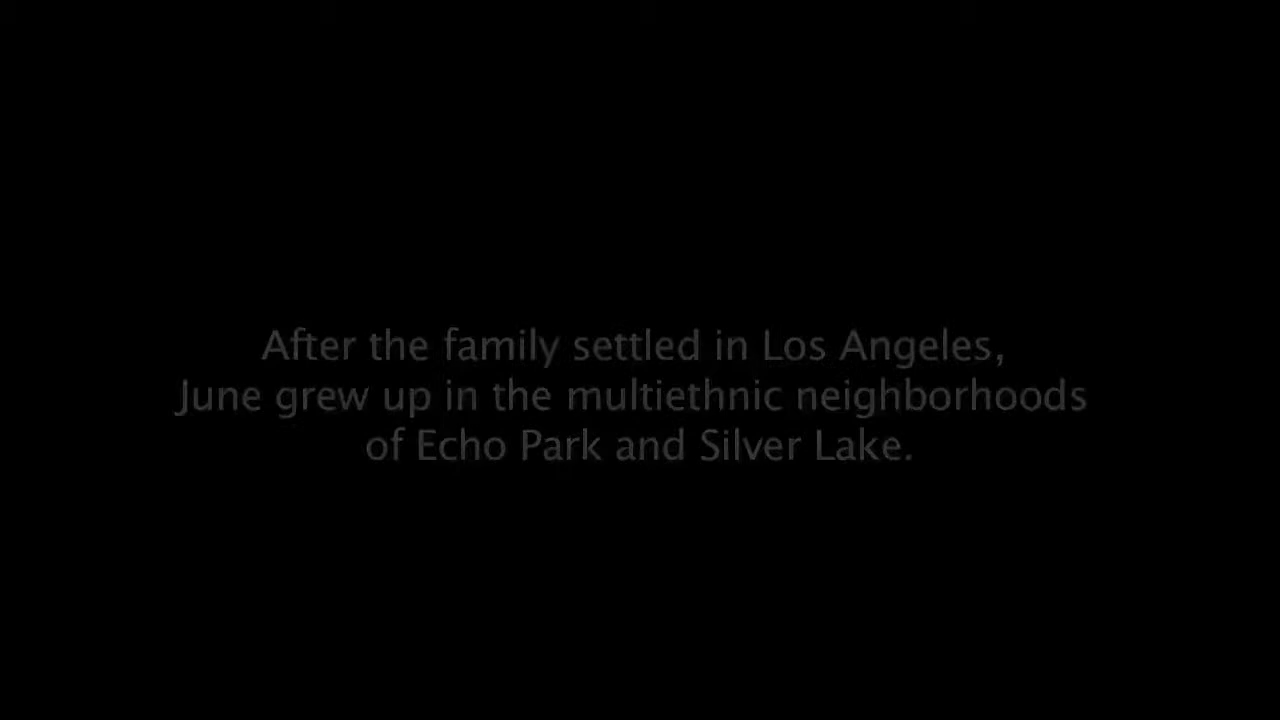 After the family settled in Los Angeles,
June grew up in the multiethnic neighborhoods
of Echo Park and Silver Lake.